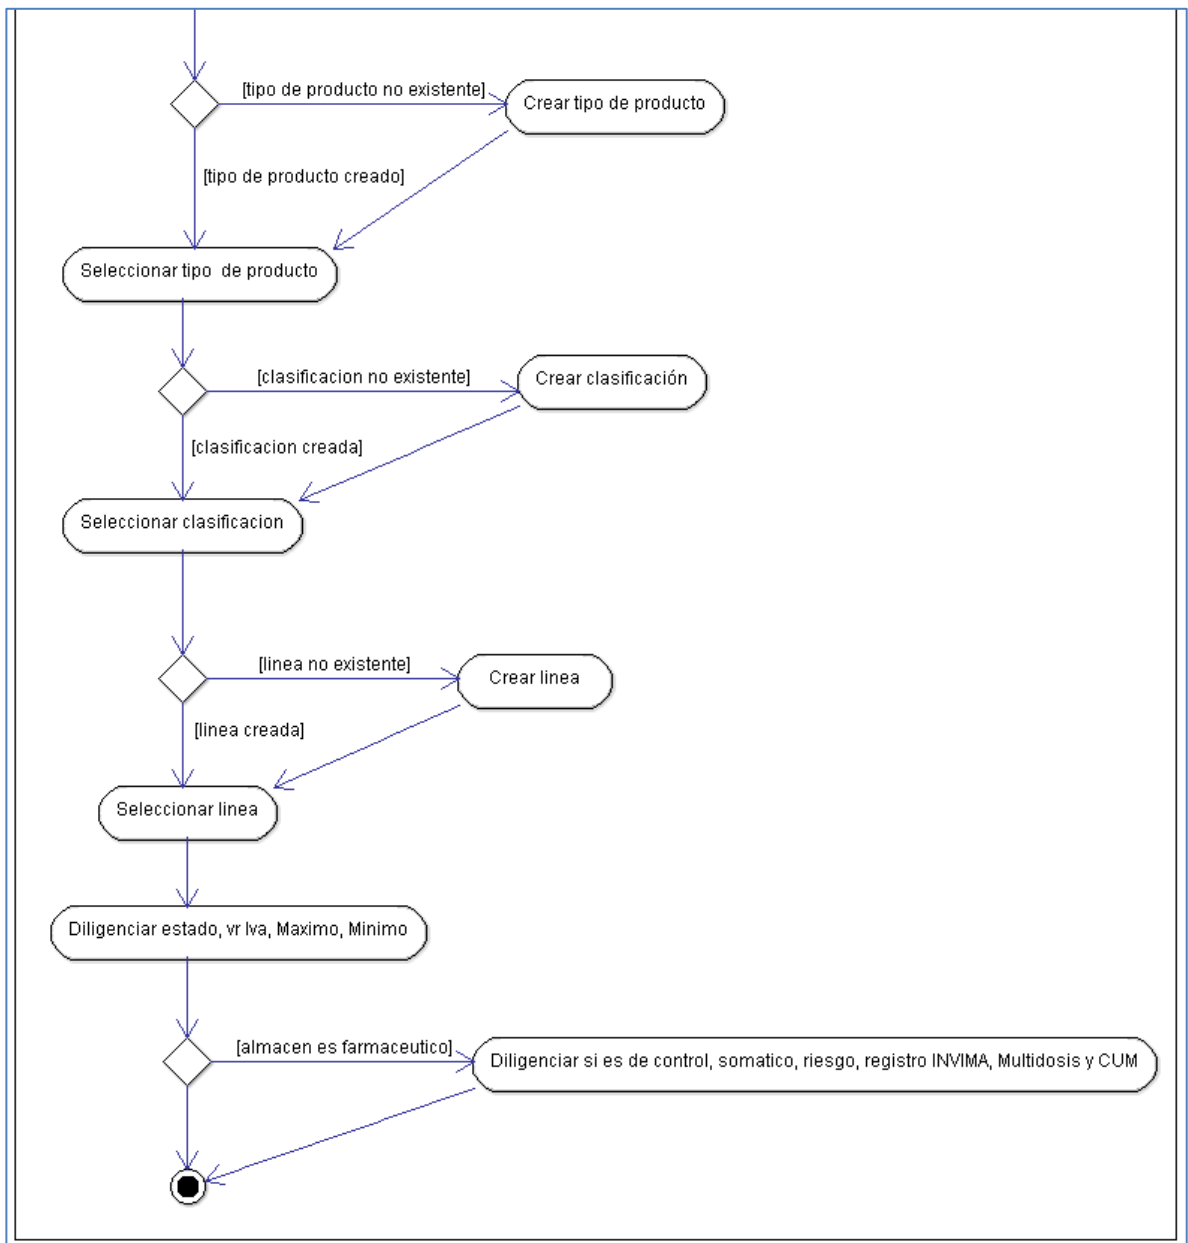 [tipo de producto no existente]
Crear tipo de producto
[tipo de producto creado]
Seleccionar tipo de producto
[clasificacion no existente]
Crear clasificación
[clasificacion creada]
Seleccionar clasificacion
[linea no existente]
Crear linea
[linea creada]
Seleccionar linea
Diligenciar estado, vr Iva, Maximo, Minimo
[almacen es farmaceutico]
Diligenciar si es de control, somatico, riesgo, registro INVIMA, Multidosis y CUM